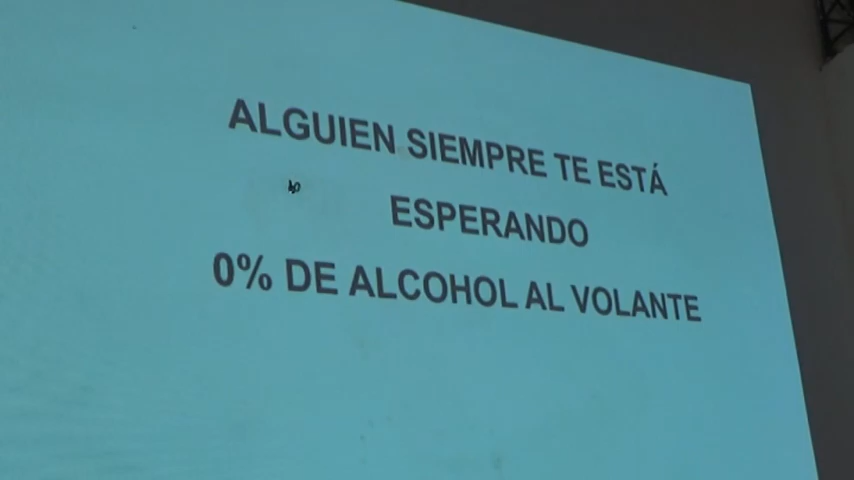 ALGUIEN SIEMPRE TE ESTÁ
ESPERANDO
0% DE ALCOHOL AL VOLANTE